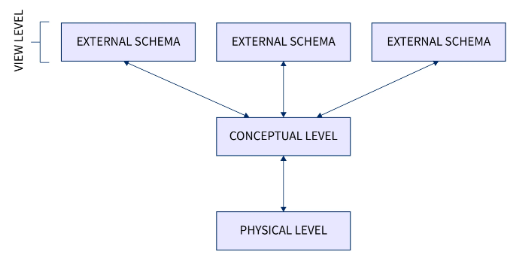 VIEW LEVEL
EXTERNAL SCHEMA
EXTERNAL SCHEMA
EXTERNAL SCHEMA
CONCEPTUAL LEVEL
PHYSICAL LEVEL